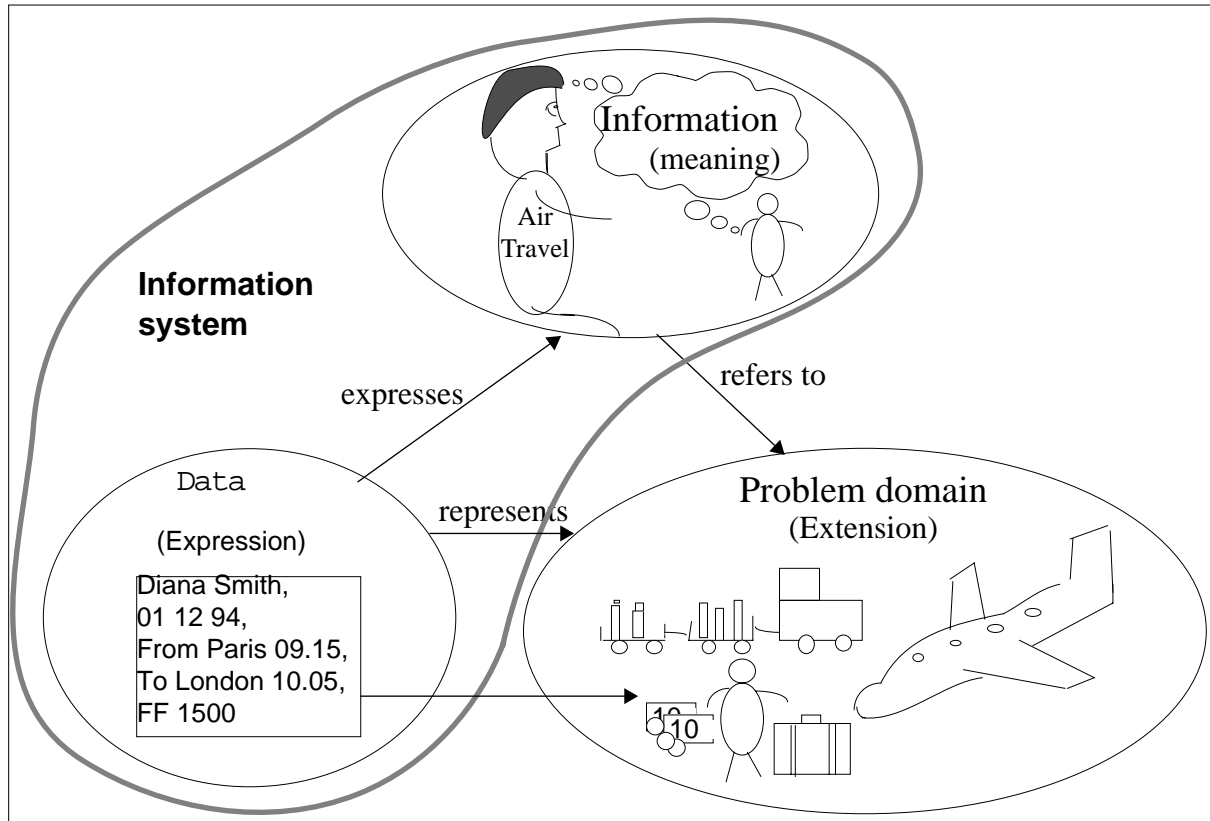 Information
(meaning)
Air
Travel
Information
system
expresses
refers to
Data
(Expression)
represents
Problem domain
(Extension)
Diana Smith,
01 12 94,
From Paris 09.15,
To London 10.05,
FF 1500
10
10